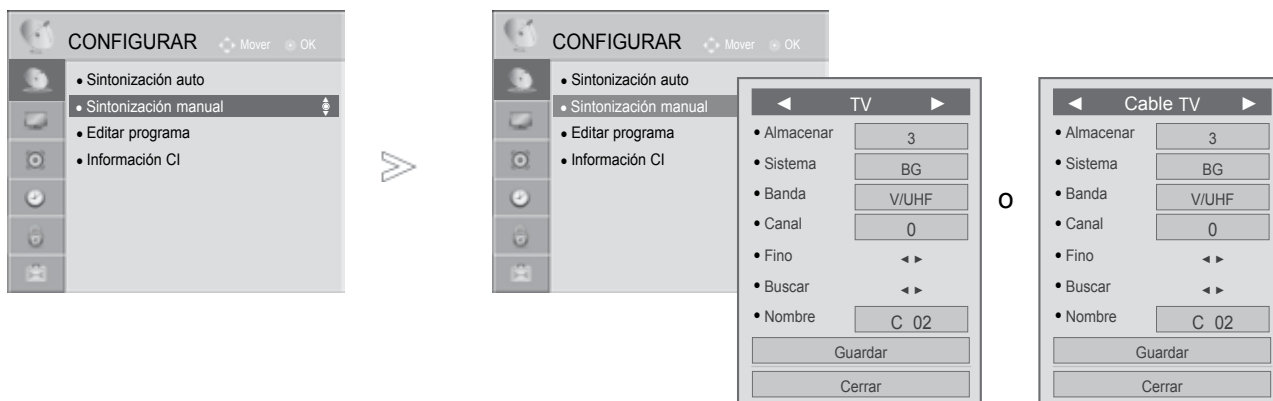 CONFIGURAR Mover OK
• Sintonización auto
• Sintonización manual
• Editar programa
• Información CI
CONFIGURAR Mover OK
• Sintonización auto
• Sintonización manual
• Editar programa
• Información CI
◄ TV ►
• Almacenar 3
• Sistema BG
• Banda V/UHF
• Canal 0
• Fino ◄ ►
• Buscar ◄ ►
• Nombre C 02
Guardar
Cerrar
o
◄ Cable TV ►
• Almacenar 3
• Sistema BG
• Banda V/UHF
• Canal 0
• Fino ◄ ►
• Buscar ◄ ►
• Nombre C 02
Guardar
Cerrar